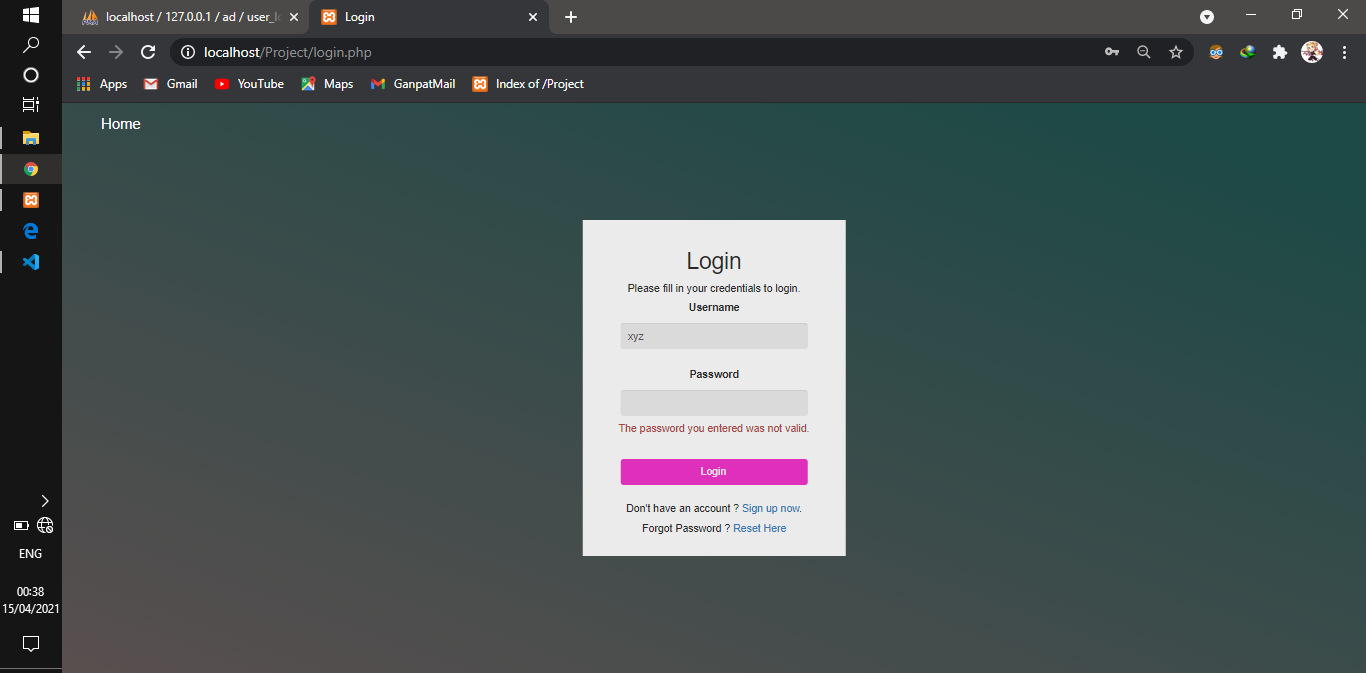 localhost / 127.0.0.1 / ad / user_l
Login
localhost/Project/login.php
Apps
Gmail
YouTube
Maps
GanpatMail
Index of /Project
Home
Login
Please fill in your credentials to login.
Username
xyz
Password
The password you entered was not valid.
Login
Don't have an account ? Sign up now.
Forgot Password ? Reset Here
ENG
00:38
15/04/2021